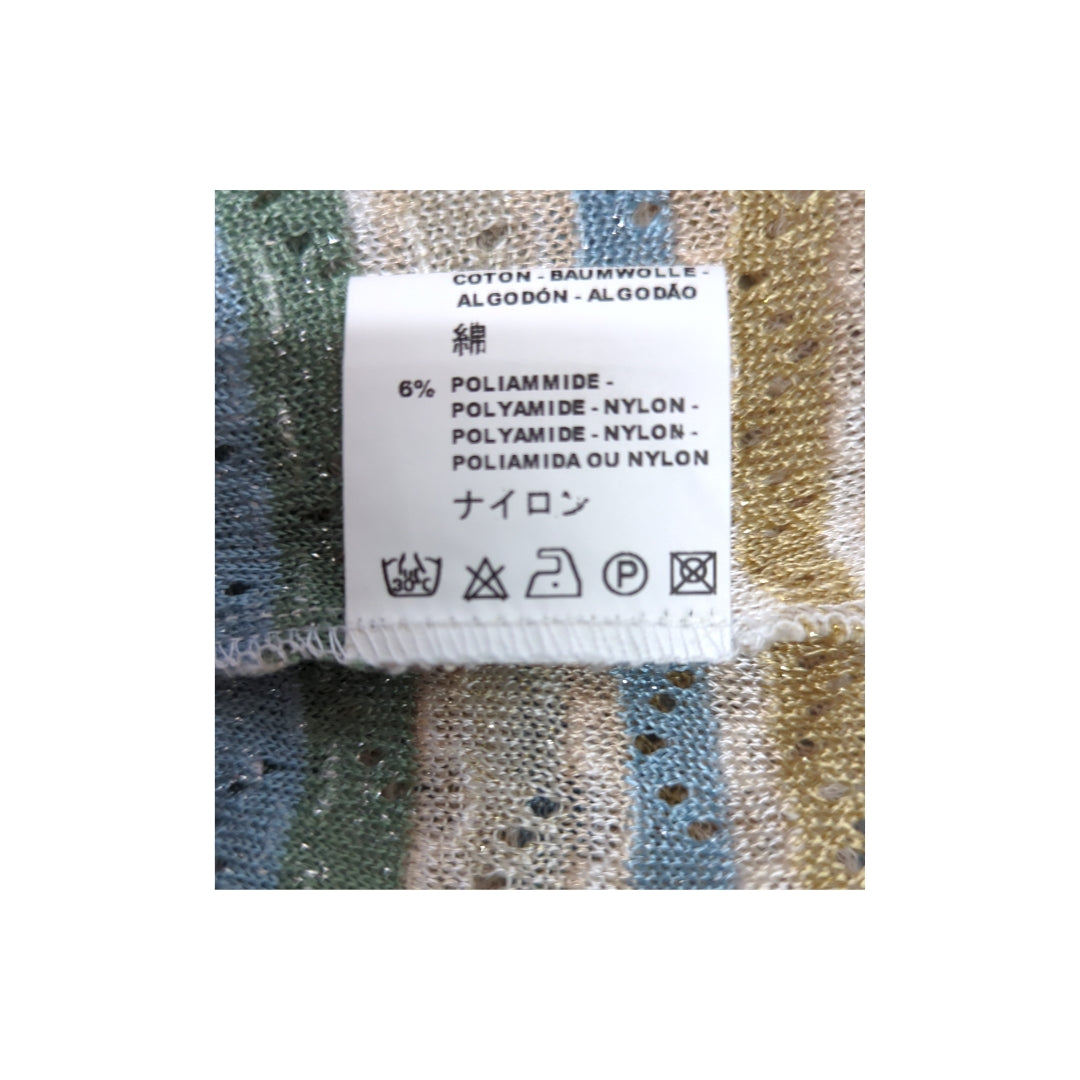 COTON - BAUMWOLLE -
ALGODÓN - ALGODÃO
綿
6% POLIAMMIDE -
POLYAMIDE - NYLON -
POLYAMIDE - NYLON -
POLIAMIDA OU NYLON
ナイロン
30°C P